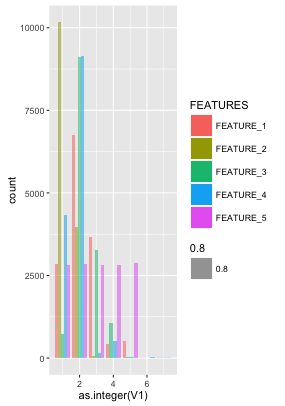 10000
7500
5000
2500
0
count
2 4 6
as.integer(V1)
FEATURES
FEATURE_1
FEATURE_2
FEATURE_3
FEATURE_4
FEATURE_5
0.8
0.8